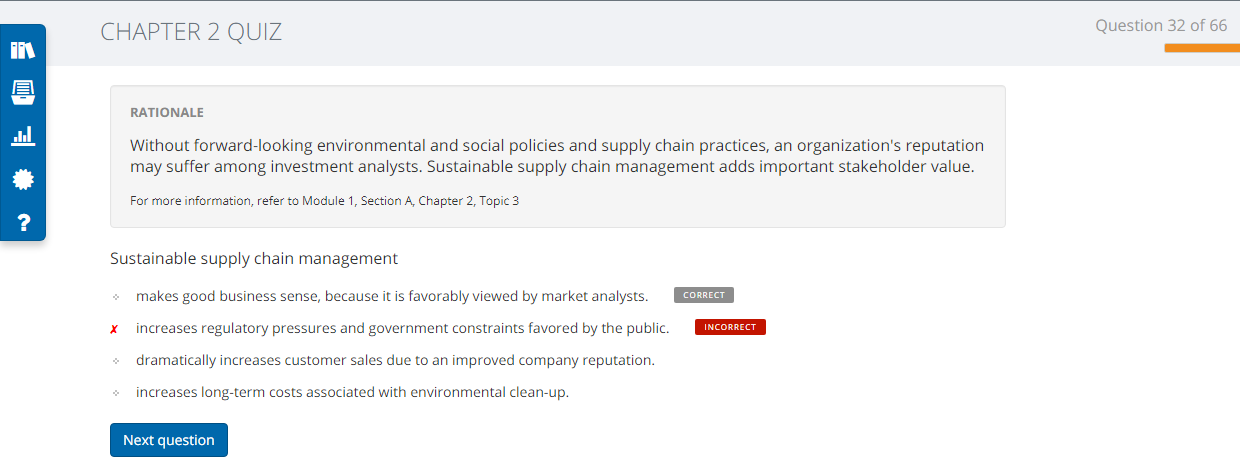 CHAPTER 2 QUIZ
Question 32 of 66
RATIONALE
Without forward-looking environmental and social policies and supply chain practices, an organization's reputation
may suffer among investment analysts. Sustainable supply chain management adds important stakeholder value.
For more information, refer to Module 1, Section A, Chapter 2, Topic 3
Sustainable supply chain management
makes good business sense, because it is favorably viewed by market analysts. CORRECT
✗ increases regulatory pressures and government constraints favored by the public. INCORRECT
dramatically increases customer sales due to an improved company reputation.
increases long-term costs associated with environmental clean-up.
Next question
?